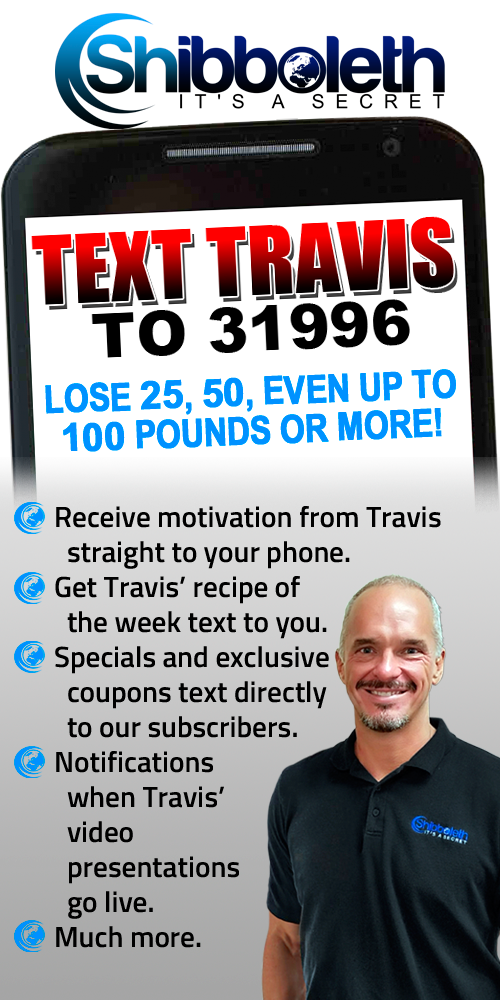 Shibboleth
IT'S A SECRET
TEXT TRAVIS
TO 31996
LOSE 25, 50, EVEN UP TO
100 POUNDS OR MORE!
Receive motivation from Travis
straight to your phone.
Get Travis' recipe of
the week text to you.
Specials and exclusive
coupons text directly
to our subscribers.
Notifications
when Travis'
video
presentations
go live.
Much more.
Shibboleth
IT'S A SECRET